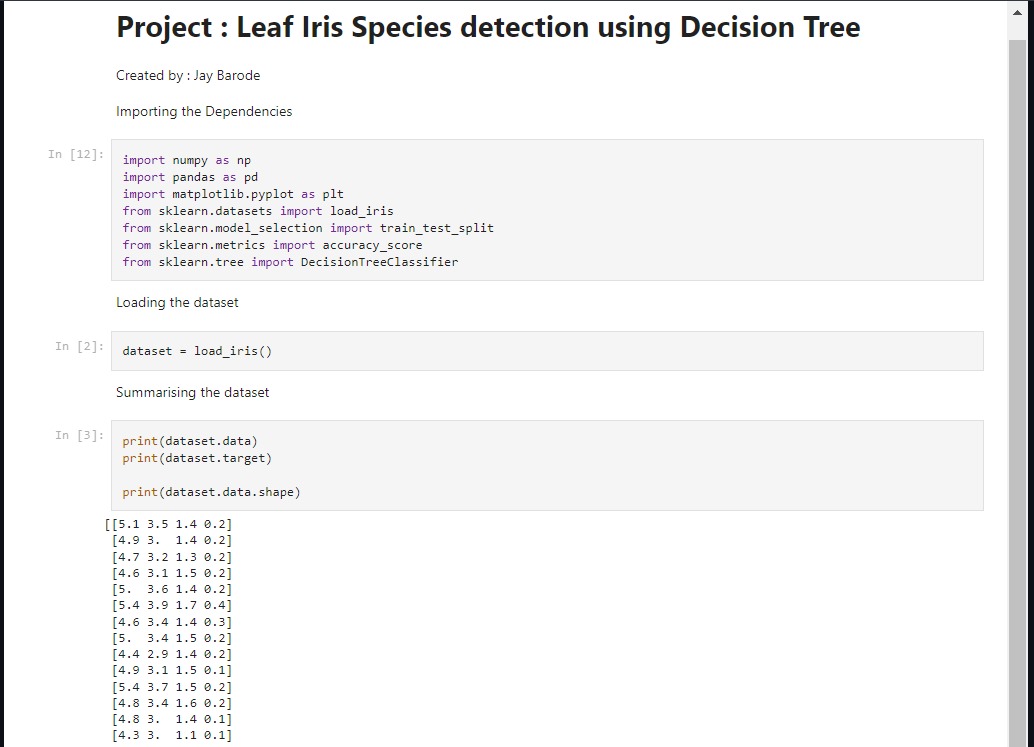 Project : Leaf Iris Species detection using Decision Tree
Created by : Jay Barode
Importing the Dependencies
In [12]:
import numpy as np
import pandas as pd
import matplotlib.pyplot as plt
from sklearn.datasets import load_iris
from sklearn.model_selection import train_test_split
from sklearn.metrics import accuracy_score
from sklearn.tree import DecisionTreeClassifier
Loading the dataset
In [2]:
dataset = load_iris()
Summarising the dataset
In [3]:
print(dataset.data)
print(dataset.target)
print(dataset.data.shape)
[[5.1 3.5 1.4 0.2]
[4.9 3.  1.4 0.2]
[4.7 3.2 1.3 0.2]
[4.6 3.1 1.5 0.2]
[5.  3.6 1.4 0.2]
[5.4 3.9 1.7 0.4]
[4.6 3.4 1.4 0.3]
[5.  3.4 1.5 0.2]
[4.4 2.9 1.4 0.2]
[4.9 3.1 1.5 0.1]
[5.4 3.7 1.5 0.2]
[4.8 3.4 1.6 0.2]
[4.8 3.  1.4 0.1]
[4.3 3.  1.1 0.1]